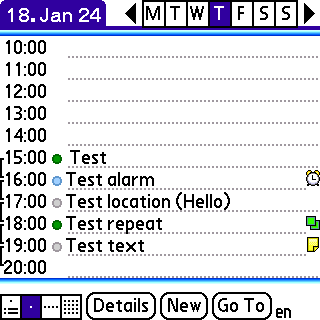 18. Jan 24 M T W T F S S
10:00
11:00
12:00
13:00
14:00
15:00 Test
16:00 Test alarm
17:00 Test location (Hello)
18:00 Test repeat
19:00 Test text
20:00
Details New Go To en